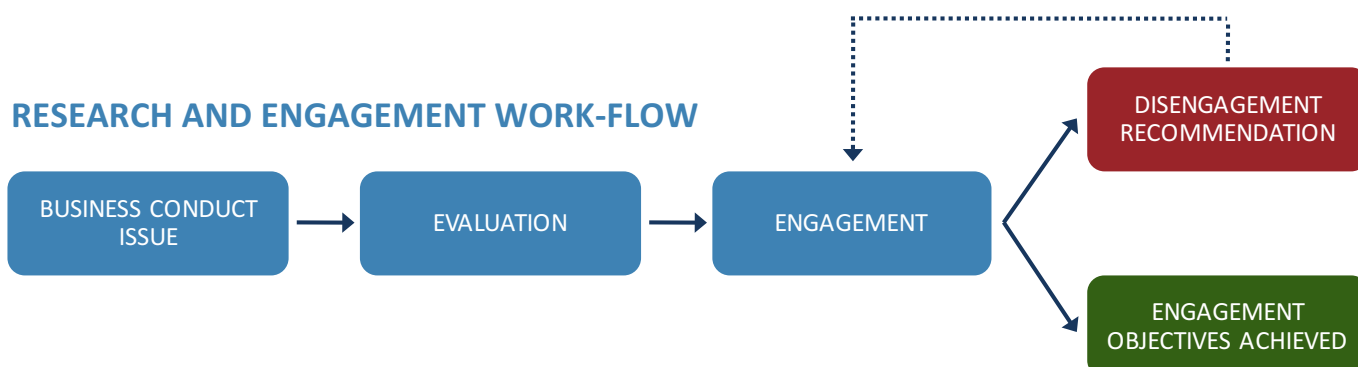 RESEARCH AND ENGAGEMENT WORK-FLOW
BUSINESS CONDUCT
ISSUE
EVALUATION
ENGAGEMENT
DISENGAGEMENT
RECOMMENDATION
ENGAGEMENT
OBJECTIVES ACHIEVED